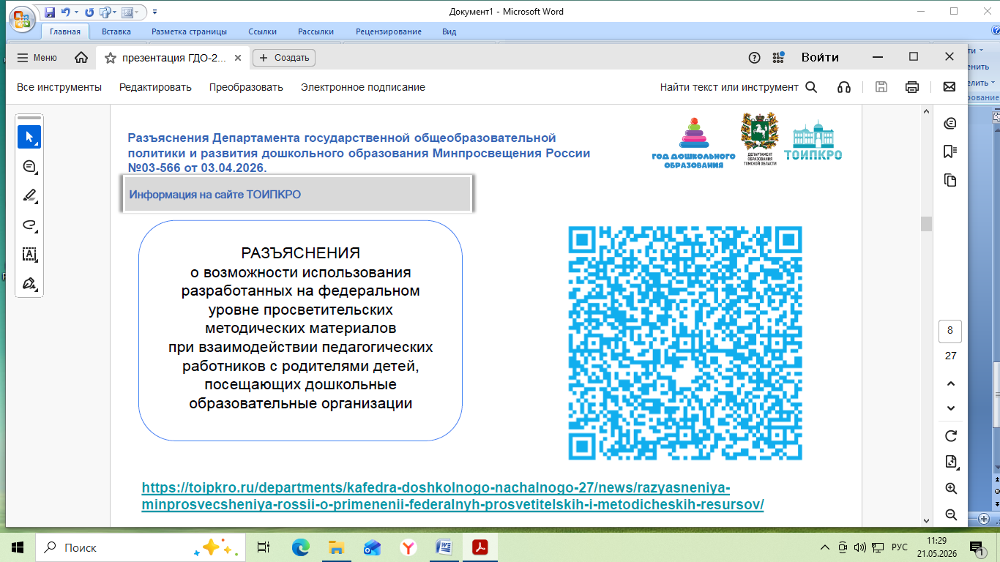 Документ1 - Microsoft Word
Главная Вставка Разметка страницы Ссылки Рассылки Рецензирование Вид
Меню презентация ГДО-2... Создать Войти
Все инструменты Редактировать Преобразовать Электронное подписание Найти текст или инструмент
Разъяснения Департамента государственной общеобразовательной
политики и развития дошкольного образования Минпросвещения России
№03-566 от 03.04.2026.
ГОД ДОШКОЛЬНОГО
ОБРАЗОВАНИЯ
ДЕПАРТАМЕНТ
ОБРАЗОВАНИЯ
ТОМСКОЙ ОБЛАСТИ
ТОИПКРО
Информация на сайте ТОИПКРО
РАЗЪЯСНЕНИЯ
о возможности использования
разработанных на федеральном
уровне просветительских
методических материалов
при взаимодействии педагогических
работников с родителями детей,
посещающих дошкольные
образовательные организации
https://toipkro.ru/departments/kafedra-doshkolnogo-nachalnogo-27/news/razyasneniya-
minprosvecsheniya-rossii-o-primenenii-federalnyh-prosvetitelskih-i-metodicheskih-resursov/
8
27
Поиск
РУС
11:29
21.05.2026
1